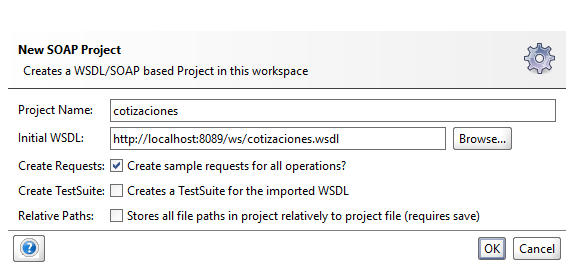 New SOAP Project
Creates a WSDL/SOAP based Project in this workspace
Project Name: cotizaciones
Initial WSDL: http://localhost:8089/ws/cotizaciones.wsdl Browse...
Create Requests: Create sample requests for all operations?
Create TestSuite: Creates a TestSuite for the imported WSDL
Relative Paths: Stores all file paths in project relatively to project file (requires save)
? OK Cancel